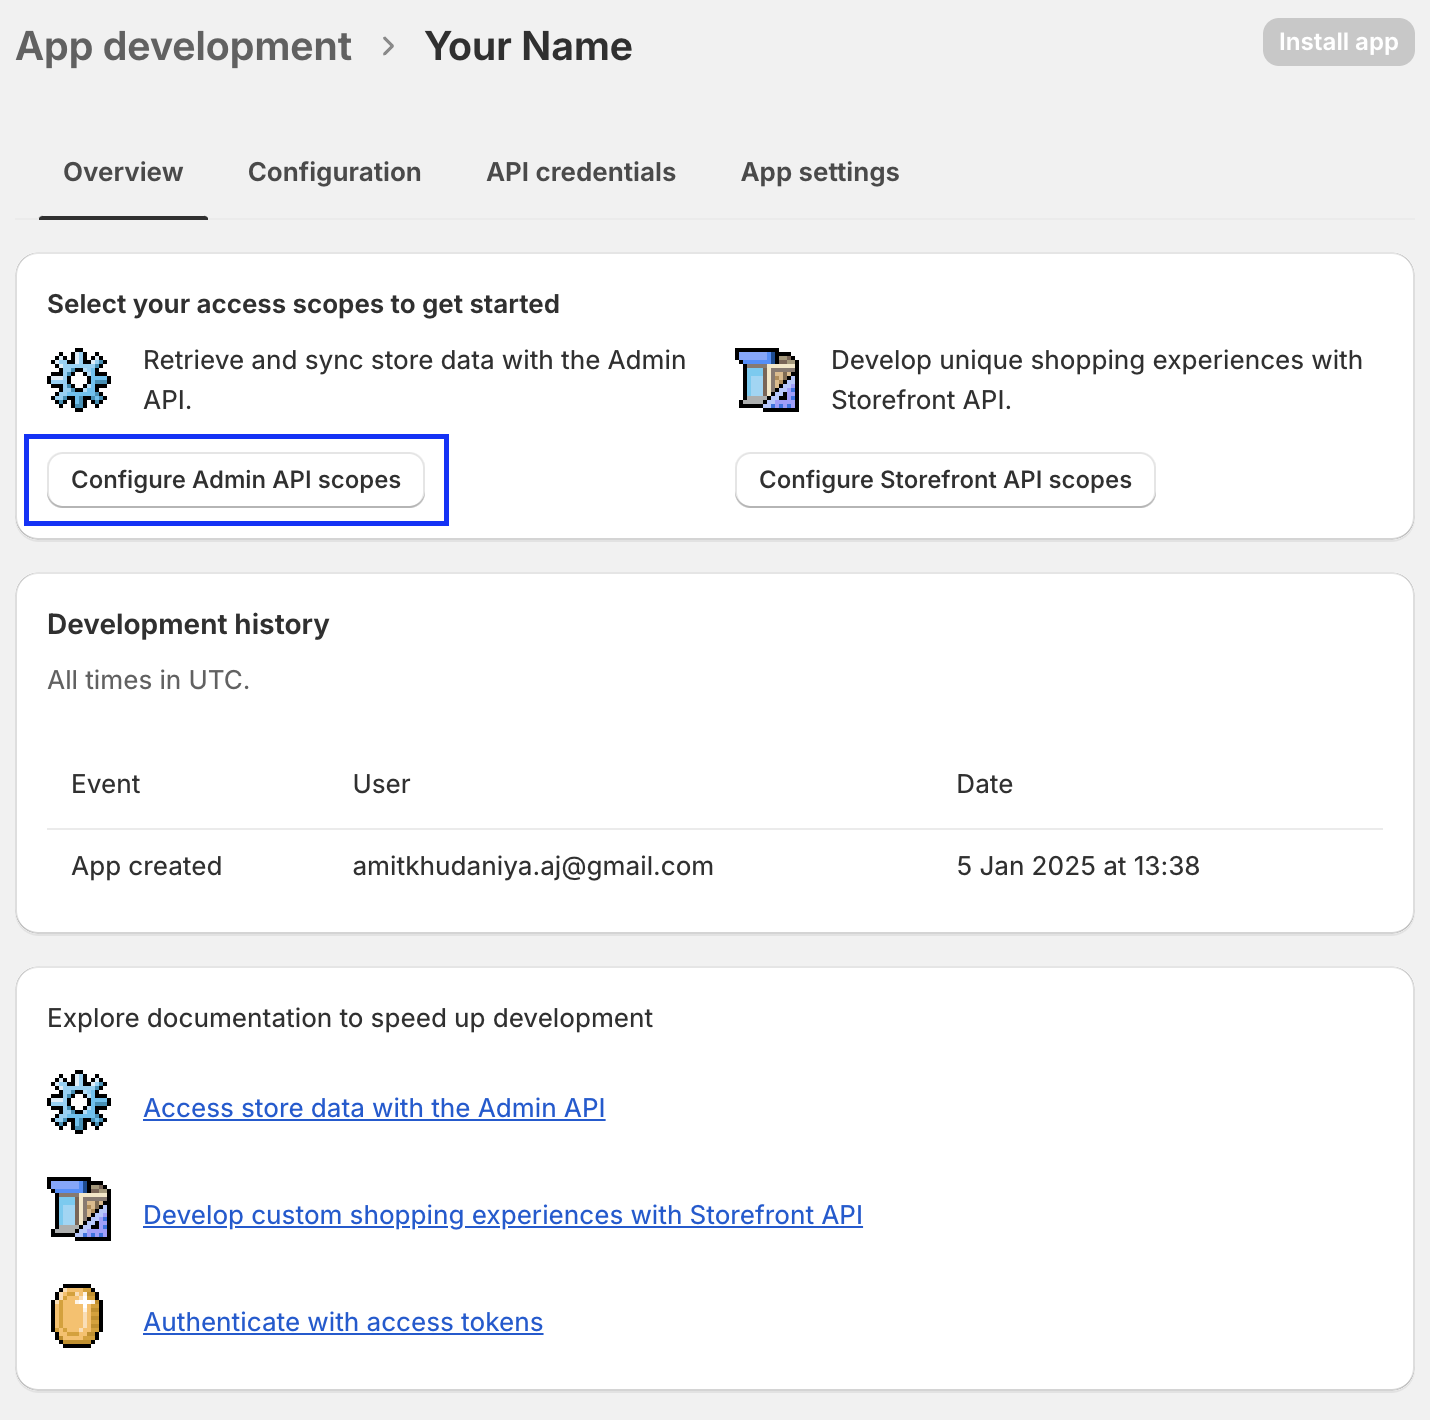 App development > Your Name
Install app
Overview Configuration API credentials App settings
Select your access scopes to get started
Retrieve and sync store data with the Admin
API.
Configure Admin API scopes
Develop unique shopping experiences with
Storefront API.
Configure Storefront API scopes
Development history
All times in UTC.
Event User Date
App created amitkhudaniya.aj@gmail.com 5 Jan 2025 at 13:38
Explore documentation to speed up development
Access store data with the Admin API
Develop custom shopping experiences with Storefront API
Authenticate with access tokens